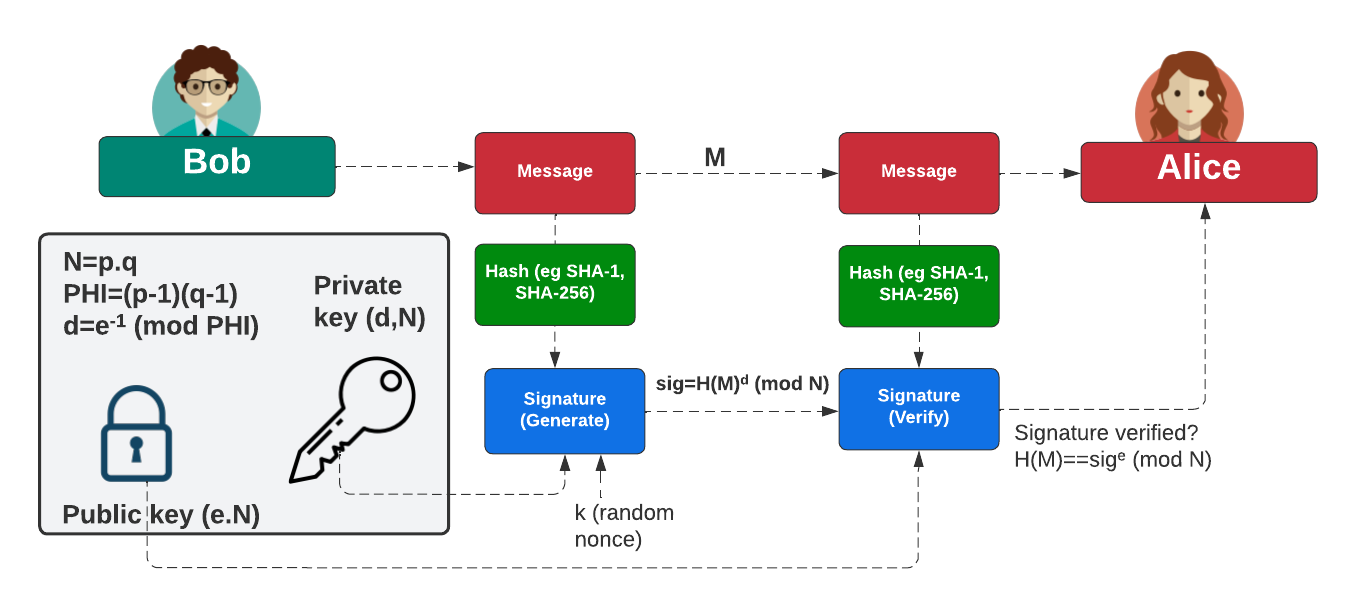 Bob
Message
M
Message
Alice
N=p.q
PHI=(p-1)(q-1)
d=e⁻¹ (mod PHI)
Private
key (d,N)
Hash (eg SHA-1,
SHA-256)
Hash (eg SHA-1,
SHA-256)
Signature
(Generate)
sig=H(M)ᵈ (mod N)
Signature
(Verify)
Signature verified?
H(M)==sigᵉ (mod N)
Public key (e.N)
k (random
nonce)